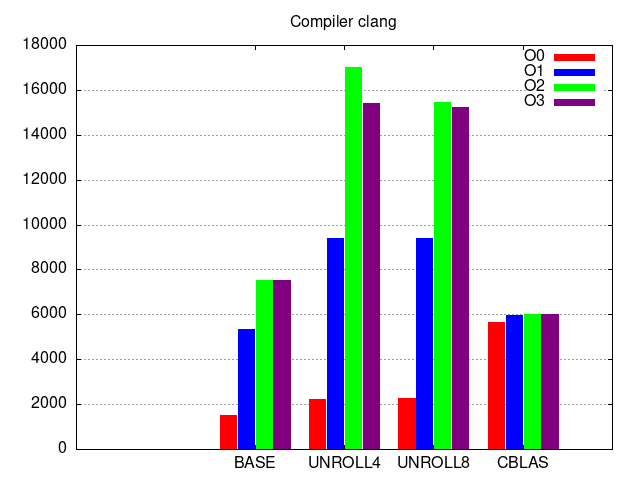 Compiler clang
18000
16000
14000
12000
10000
8000
6000
4000
2000
0
O0
O1
O2
O3
BASE UNROLL4 UNROLL8 CBLAS